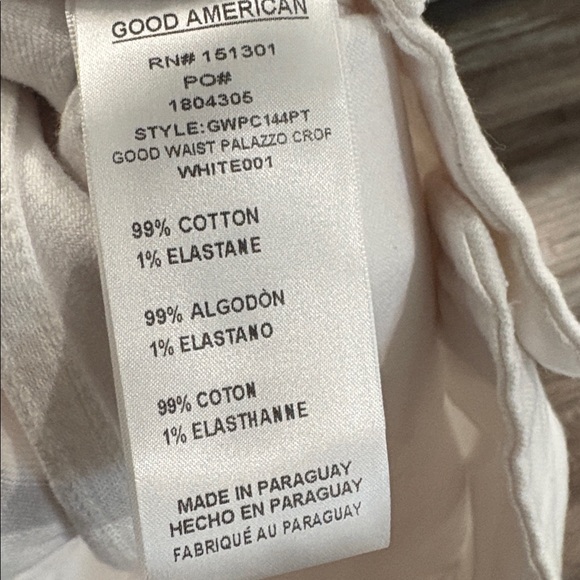 GOOD AMERICAN
RN# 151301
PO#
1804305
STYLE:GWPC144PT
GOOD WAIST PALAZZO CROP
WHITE001
99% COTTON
1% ELASTANE
99% ALGODÒN
1% ELASTANO
99% COTON
1% ELASTHANNE
MADE IN PARAGUAY
HECHO EN PARAGUAY
FABRIQUÉ AU PARAGUAY